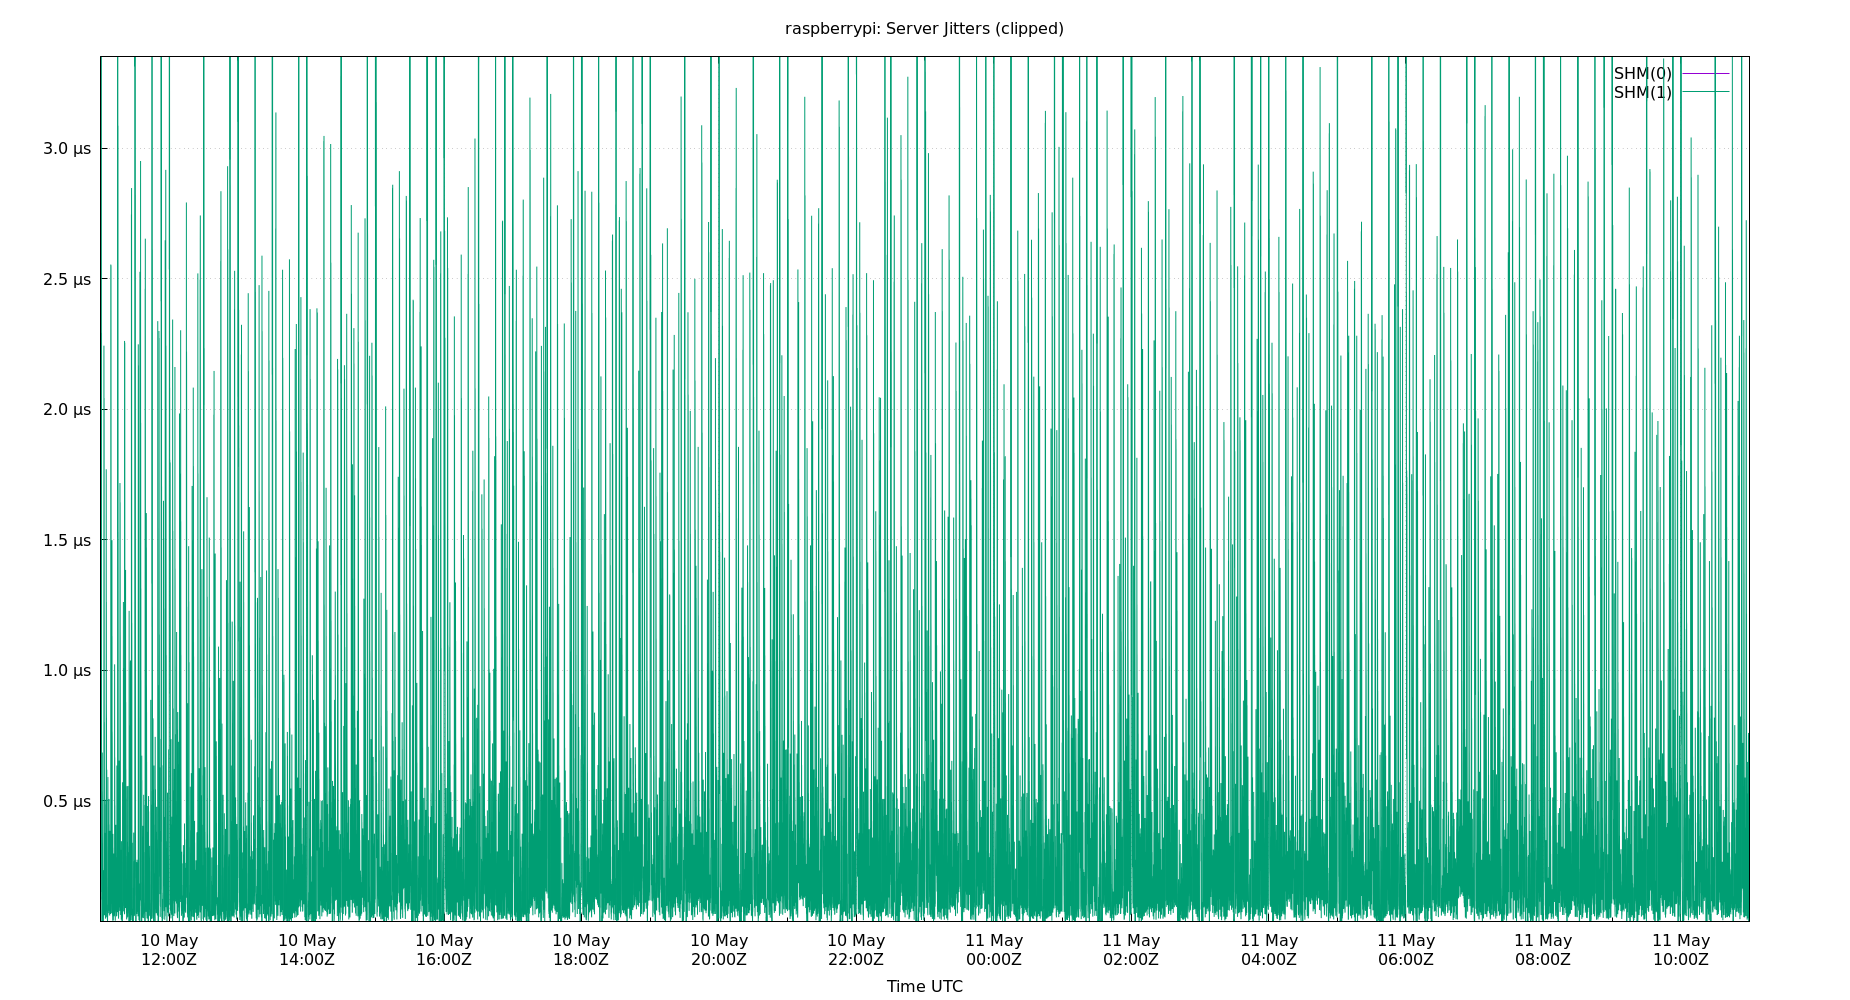 raspberrypi: Server Jitters (clipped)
SHM(0)
SHM(1)
3.0 µs
2.5 µs
2.0 µs
1.5 µs
1.0 µs
0.5 µs
10 May 10 May 10 May 10 May 10 May 10 May 11 May 11 May 11 May 11 May 11 May 11 May
12:00Z 14:00Z 16:00Z 18:00Z 20:00Z 22:00Z 00:00Z 02:00Z 04:00Z 06:00Z 08:00Z 10:00Z
Time UTC